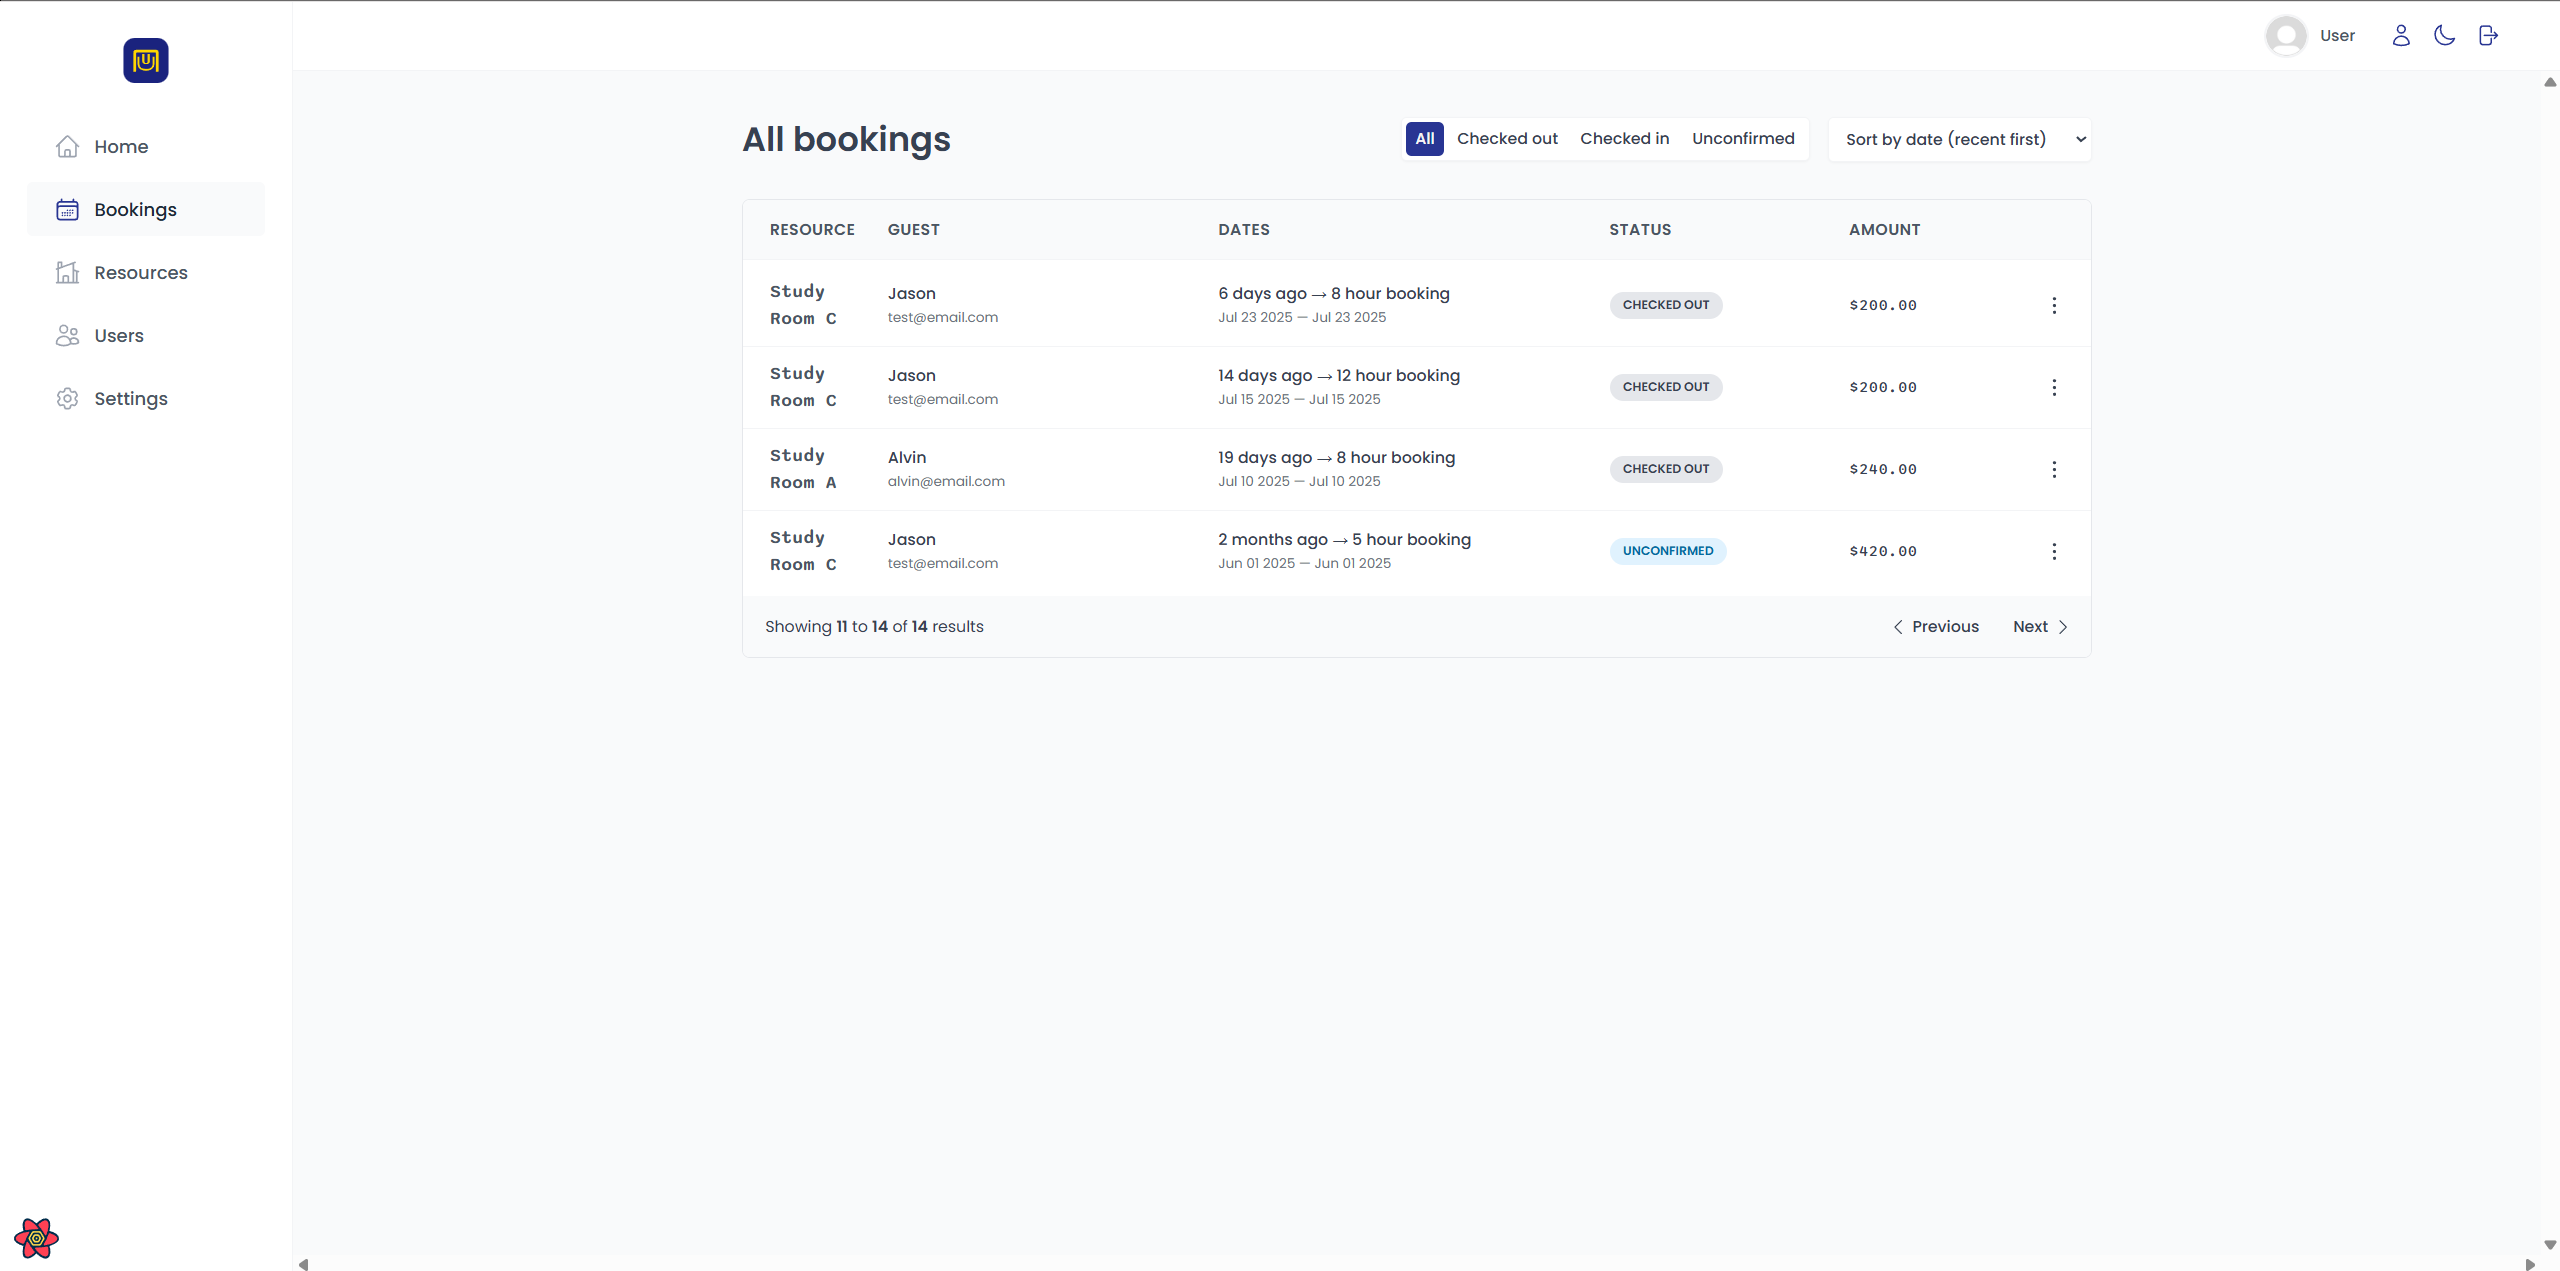 U
User
Home
Bookings
Resources
Users
Settings
All bookings
All Checked out Checked in Unconfirmed
Sort by date (recent first)
RESOURCE GUEST DATES STATUS AMOUNT
Study Jason 6 days ago → 8 hour booking
Room C test@email.com Jul 23 2025 — Jul 23 2025 CHECKED OUT $200.00
Study Jason 14 days ago → 12 hour booking
Room C test@email.com Jul 15 2025 — Jul 15 2025 CHECKED OUT $200.00
Study Alvin 19 days ago → 8 hour booking
Room A alvin@email.com Jul 10 2025 — Jul 10 2025 CHECKED OUT $240.00
Study Jason 2 months ago → 5 hour booking
Room C test@email.com Jun 01 2025 — Jun 01 2025 UNCONFIRMED $420.00
Showing 11 to 14 of 14 results
Previous Next